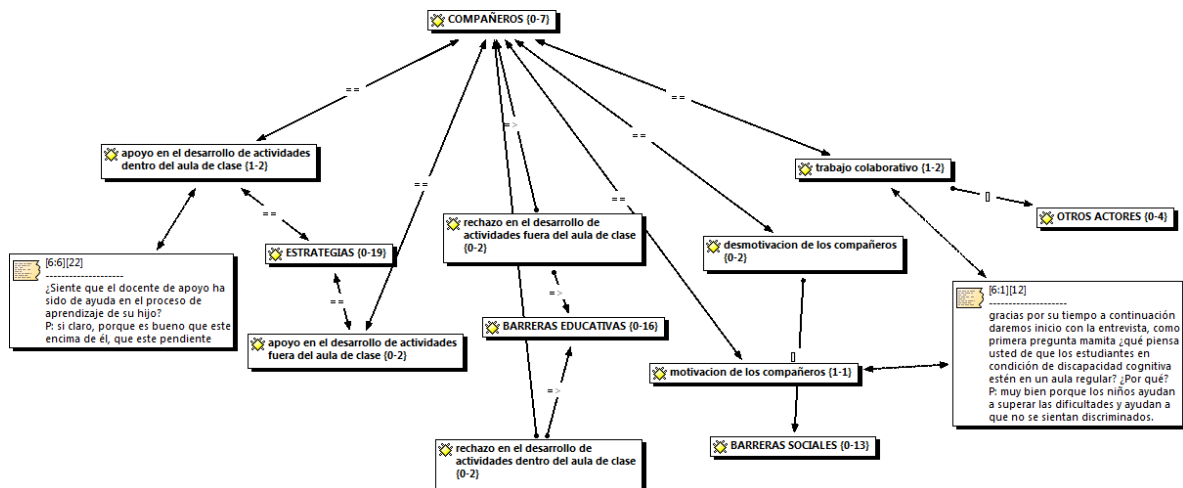 COMPAÑEROS {0-7}
==
==
==
=>
==
==
==
apoyo en el desarrollo de actividades
dentro del aula de clase {1-2}
trabajo colaborativo {1-2}
[]
OTROS ACTORES {0-4}
==
rechazo en el desarrollo de
actividades fuera del aula de clase
{0-2}
desmotivacion de los compañeros
{0-2}
ESTRATEGIAS {0-19}
[6:6][22]
--------------------
¿Siente que el docente de apoyo ha
sido de ayuda en el proceso de
aprendizaje de su hijo?
P: si claro, porque es bueno que este
encima de él, que este pendiente
=>
==
[6:1][12]
--------------------
gracias por su tiempo a continuación
daremos inicio con la entrevista, como
primera pregunta mamita ¿qué piensa
usted de que los estudiantes en
condición de discapacidad cognitiva
estén en un aula regular? ¿Por qué?
P: muy bien porque los niños ayudan
a superar las dificultades y ayudan a
que no se sientan discriminados.
BARRERAS EDUCATIVAS {0-16}
apoyo en el desarrollo de actividades
fuera del aula de clase {0-2}
[]
motivacion de los compañeros {1-1}
=>
rechazo en el desarrollo de
actividades dentro del aula de clase
{0-2}
BARRERAS SOCIALES {0-13}